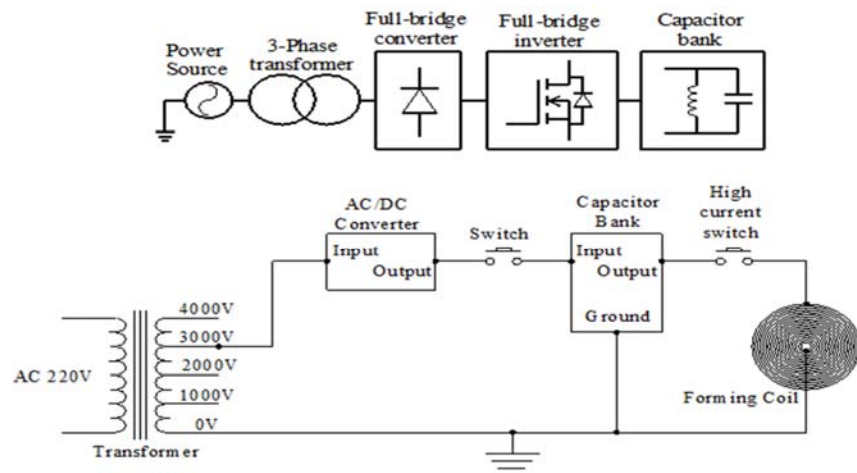 Power
Source
3-Phase
transformer
Full-bridge
converter
Full-bridge
inverter
Capacitor
bank
AC/DC
Converter
Input
Output
Switch
Capacitor
Bank
Input
Output
Ground
High
current
switch
4000V
3000V
2000V
1000V
0V
AC 220V
Transformer
Forming Coil